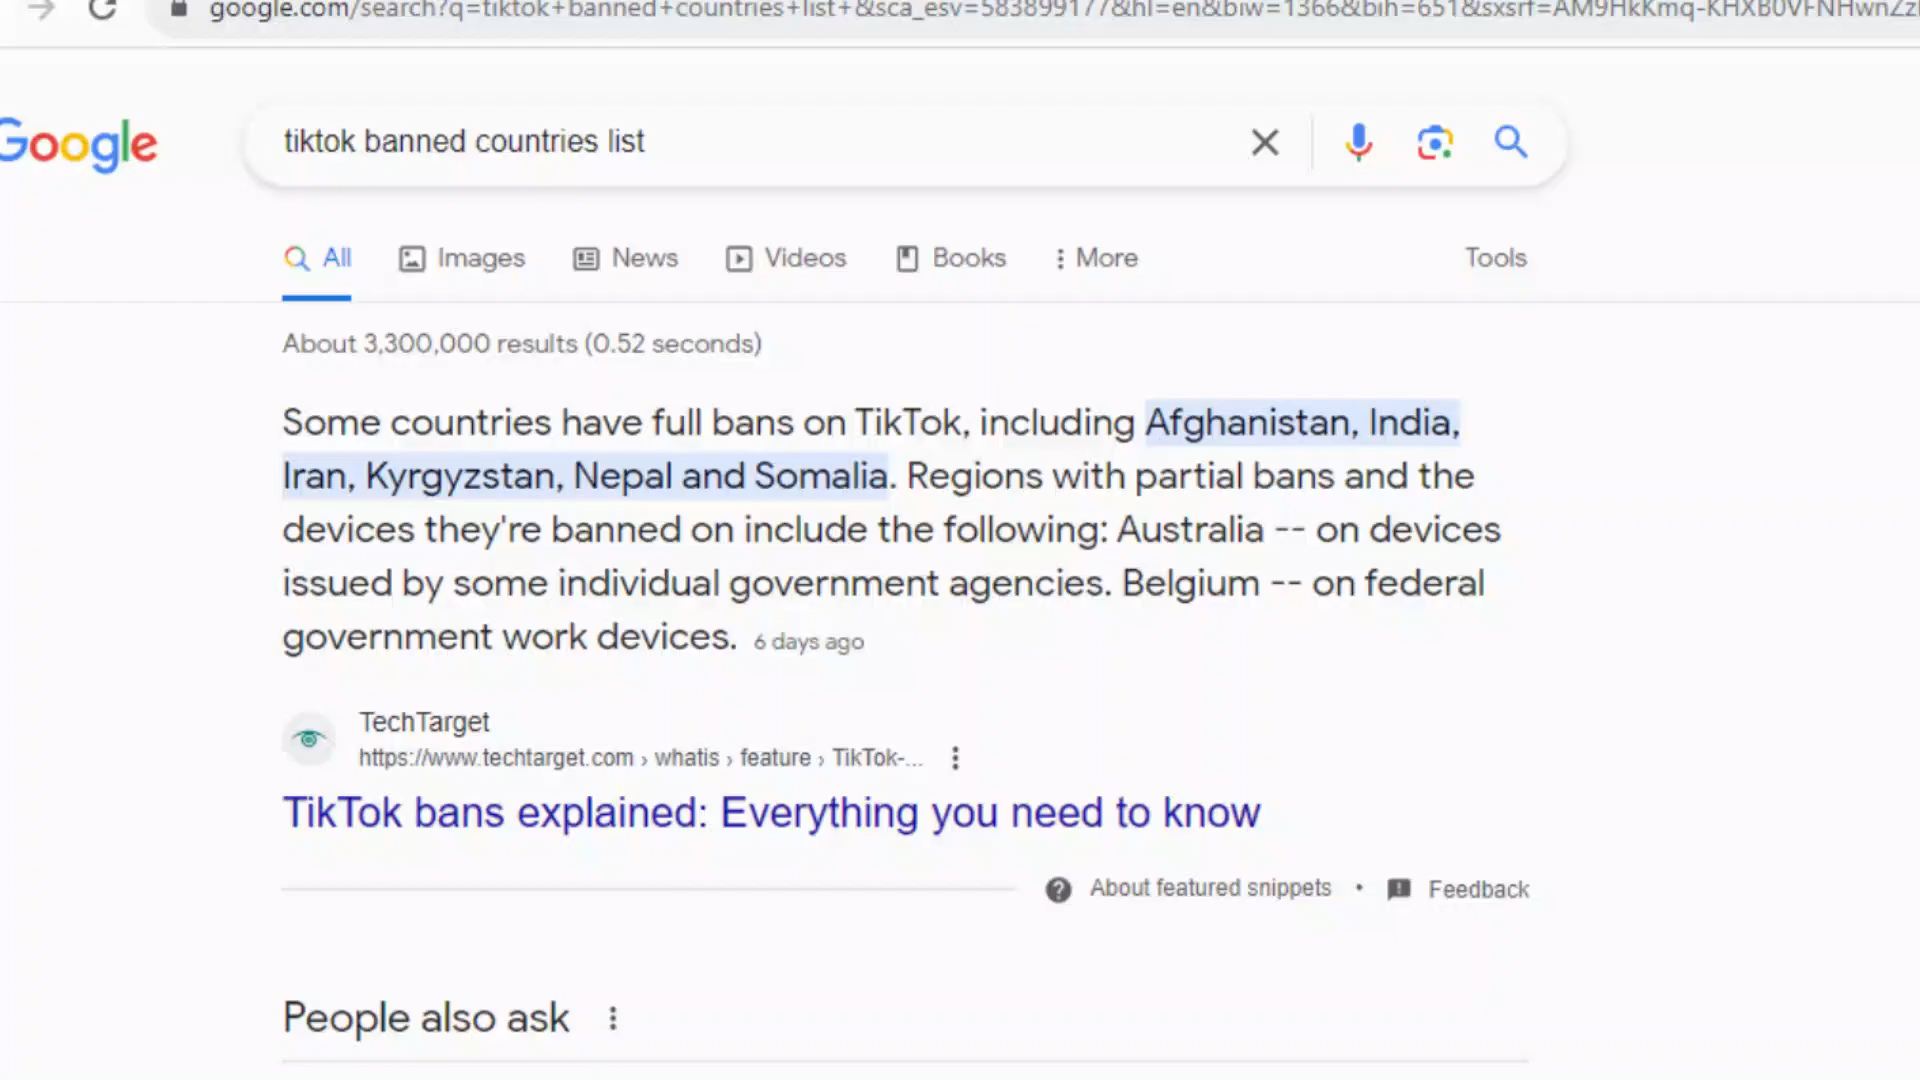 google.com/search?q=tiktok+banned+countries+list+&sca_esv=583899177&hl=en&biw=1366&bih=651&sxsrf=AM9HkKmq-KHXB0VFNHwnZz
Google
tiktok banned countries list
All Images News Videos Books More Tools
About 3,300,000 results (0.52 seconds)
Some countries have full bans on TikTok, including Afghanistan, India,
Iran, Kyrgyzstan, Nepal and Somalia. Regions with partial bans and the
devices they're banned on include the following: Australia -- on devices
issued by some individual government agencies. Belgium -- on federal
government work devices. 6 days ago
TechTarget
https://www.techtarget.com › whatis › feature › TikTok-...
TikTok bans explained: Everything you need to know
About featured snippets • Feedback
People also ask